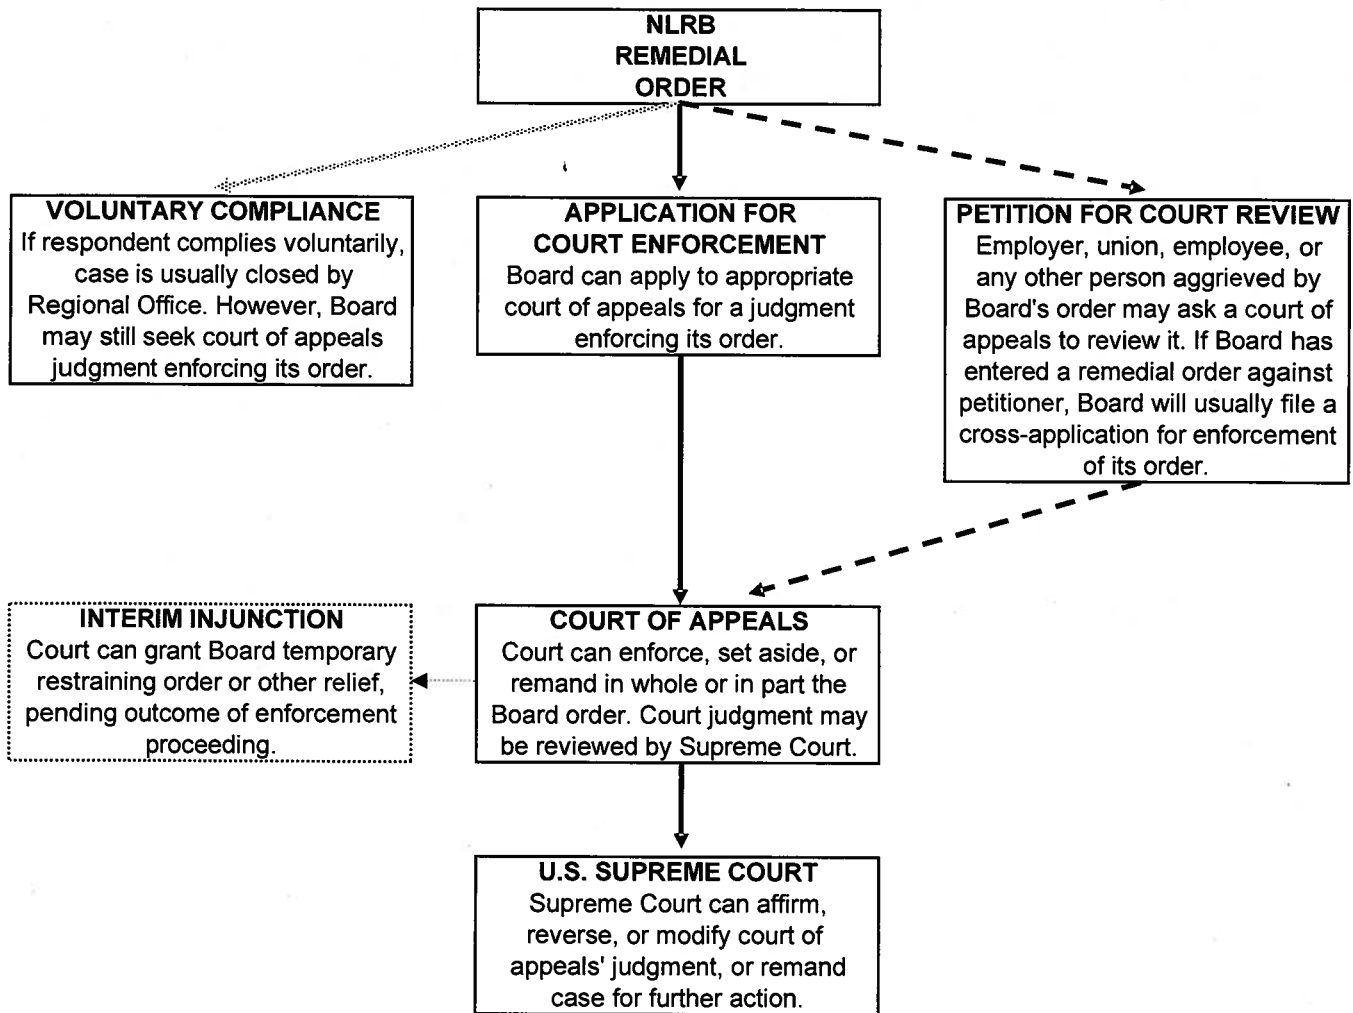 NLRB
REMEDIAL
ORDER
VOLUNTARY COMPLIANCE
If respondent complies voluntarily,
case is usually closed by
Regional Office. However, Board
may still seek court of appeals
judgment enforcing its order.
APPLICATION FOR
COURT ENFORCEMENT
Board can apply to appropriate
court of appeals for a judgment
enforcing its order.
PETITION FOR COURT REVIEW
Employer, union, employee, or
any other person aggrieved by
Board's order may ask a court of
appeals to review it. If Board has
entered a remedial order against
petitioner, Board will usually file a
cross-application for enforcement
of its order.
INTERIM INJUNCTION
Court can grant Board temporary
restraining order or other relief,
pending outcome of enforcement
proceeding.
COURT OF APPEALS
Court can enforce, set aside, or
remand in whole or in part the
Board order. Court judgment may
be reviewed by Supreme Court.
U.S. SUPREME COURT
Supreme Court can affirm,
reverse, or modify court of
appeals' judgment, or remand
case for further action.